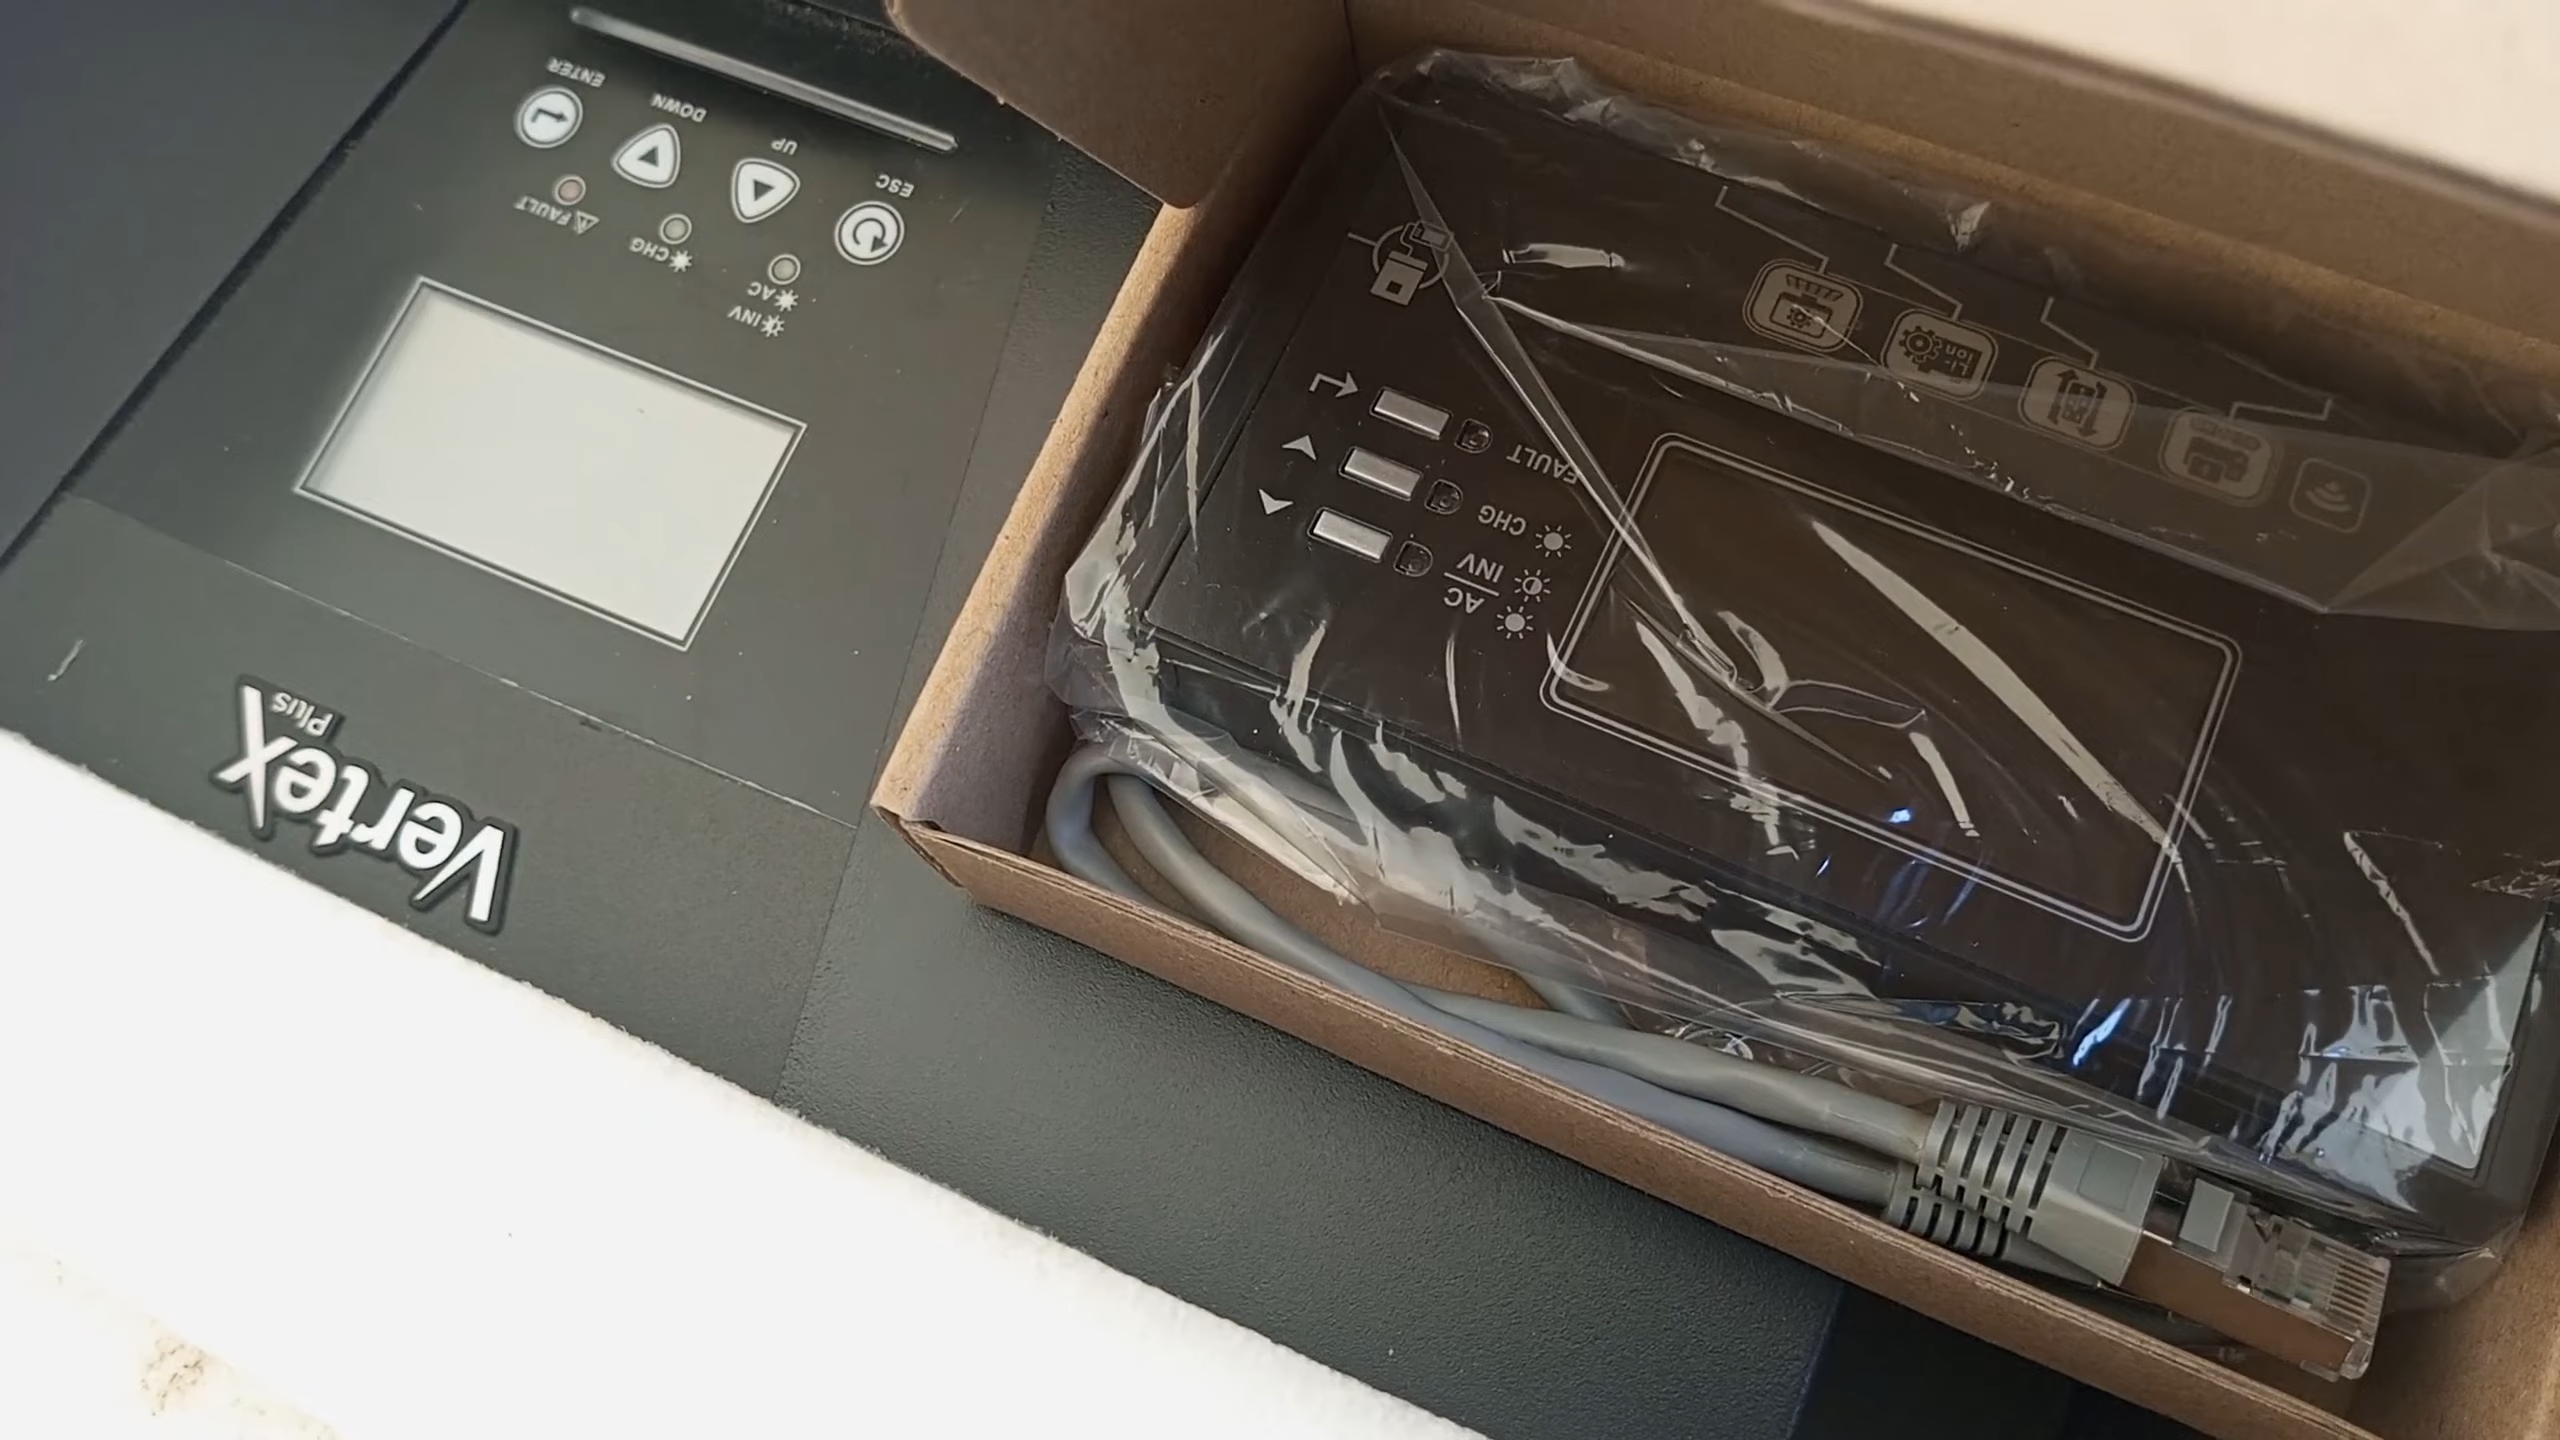 Vertex
Plus
INV
AC
CHG
FAULT
ESC
UP
DOWN
ENTER
AC
INV
CHG
FAULT
Li-
ion